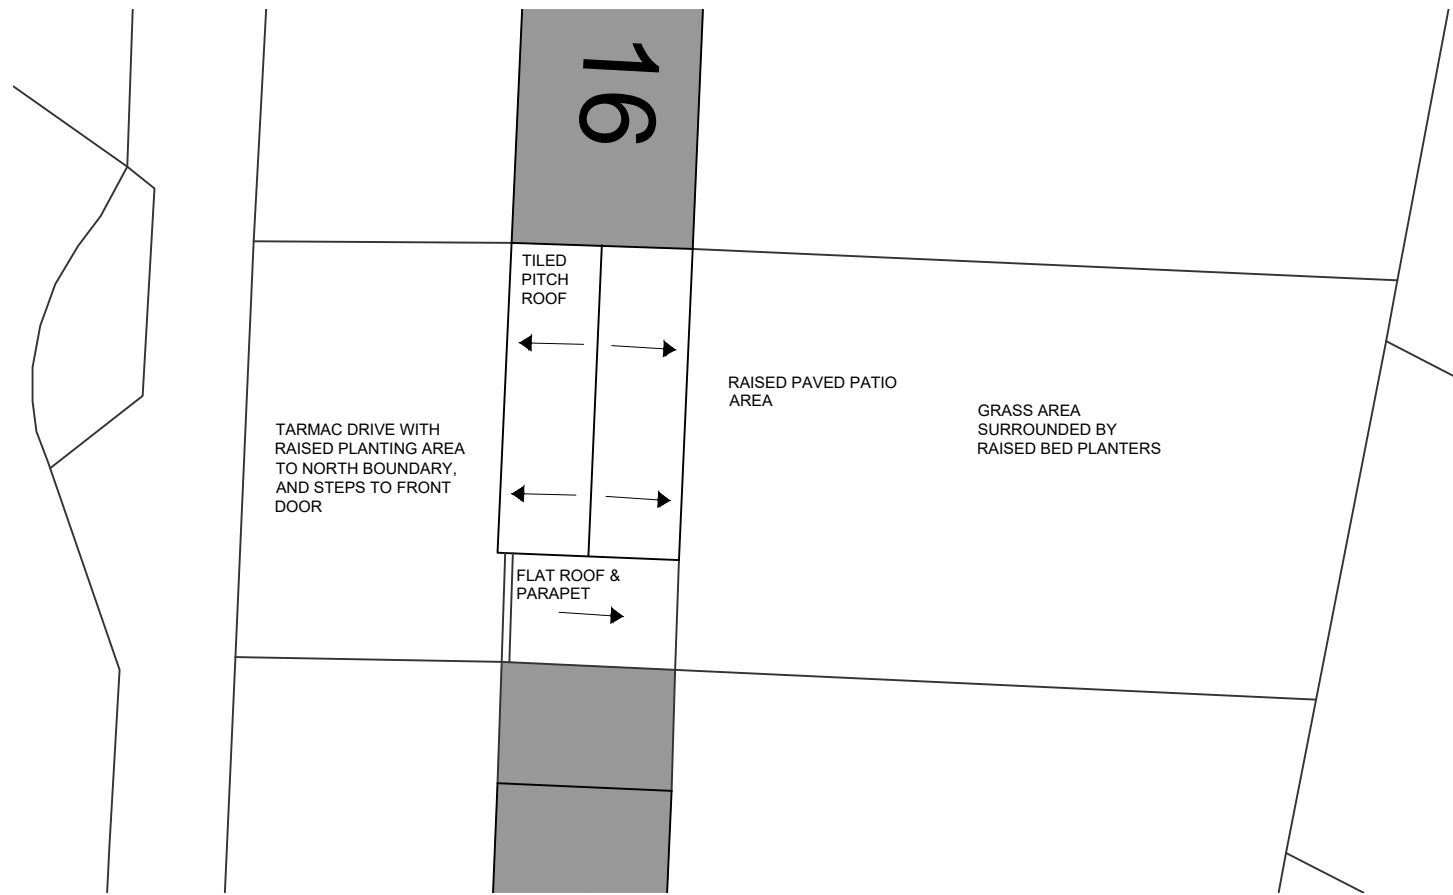 16
TILED
PITCH
ROOF
RAISED PAVED PATIO
AREA
GRASS AREA
SURROUNDED BY
RAISED BED PLANTERS
TARMAC DRIVE WITH
RAISED PLANTING AREA
TO NORTH BOUNDARY,
AND STEPS TO FRONT
DOOR
FLAT ROOF &
PARAPET